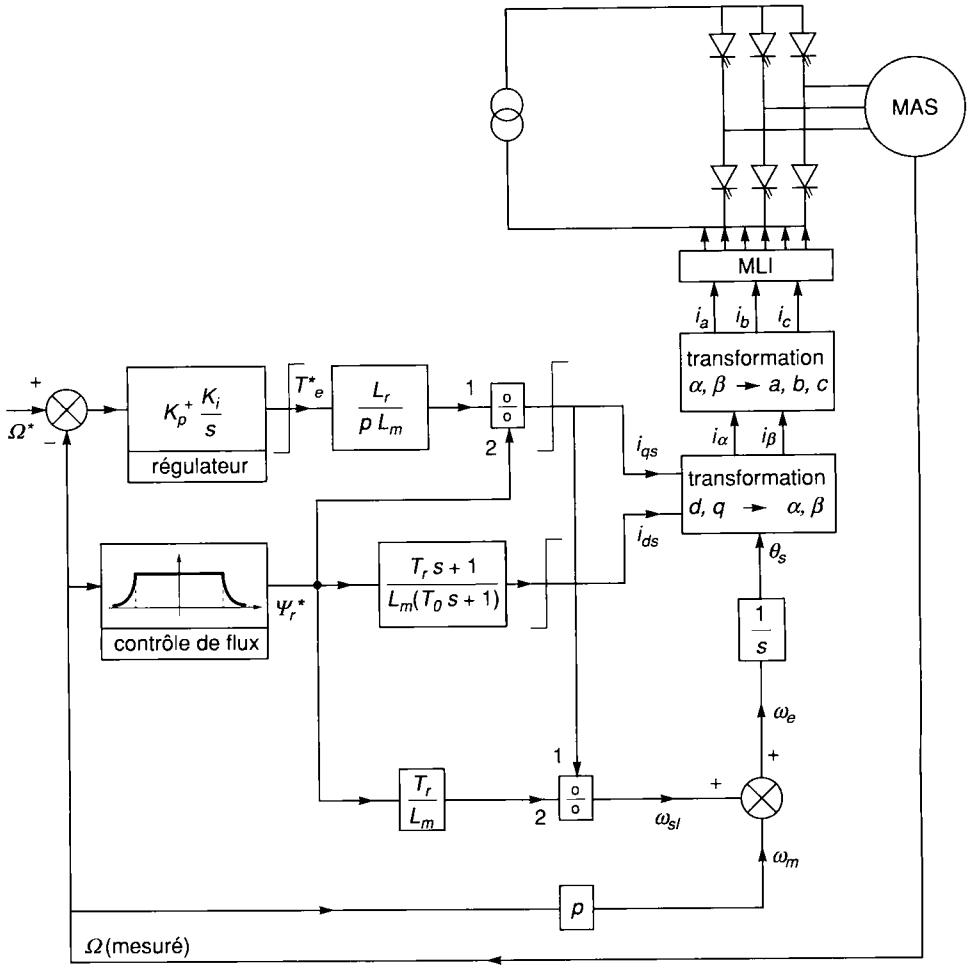 MAS
MLI
i_a i_b i_c
transformation
α, β → a, b, c
i_α i_β
+
Ω*
−
K_p + K_i/s
régulateur
T*_e
L_r / p L_m
1
2
o/o
i_qs
transformation
d, q → α, β
i_ds
θ_s
contrôle de flux
Ψ_r*
T_r s + 1 / L_m(T_0 s + 1)
1/s
ω_e
+
T_r / L_m
1
2
o/o
ω_sl
+
ω_m
p
Ω (mesuré)